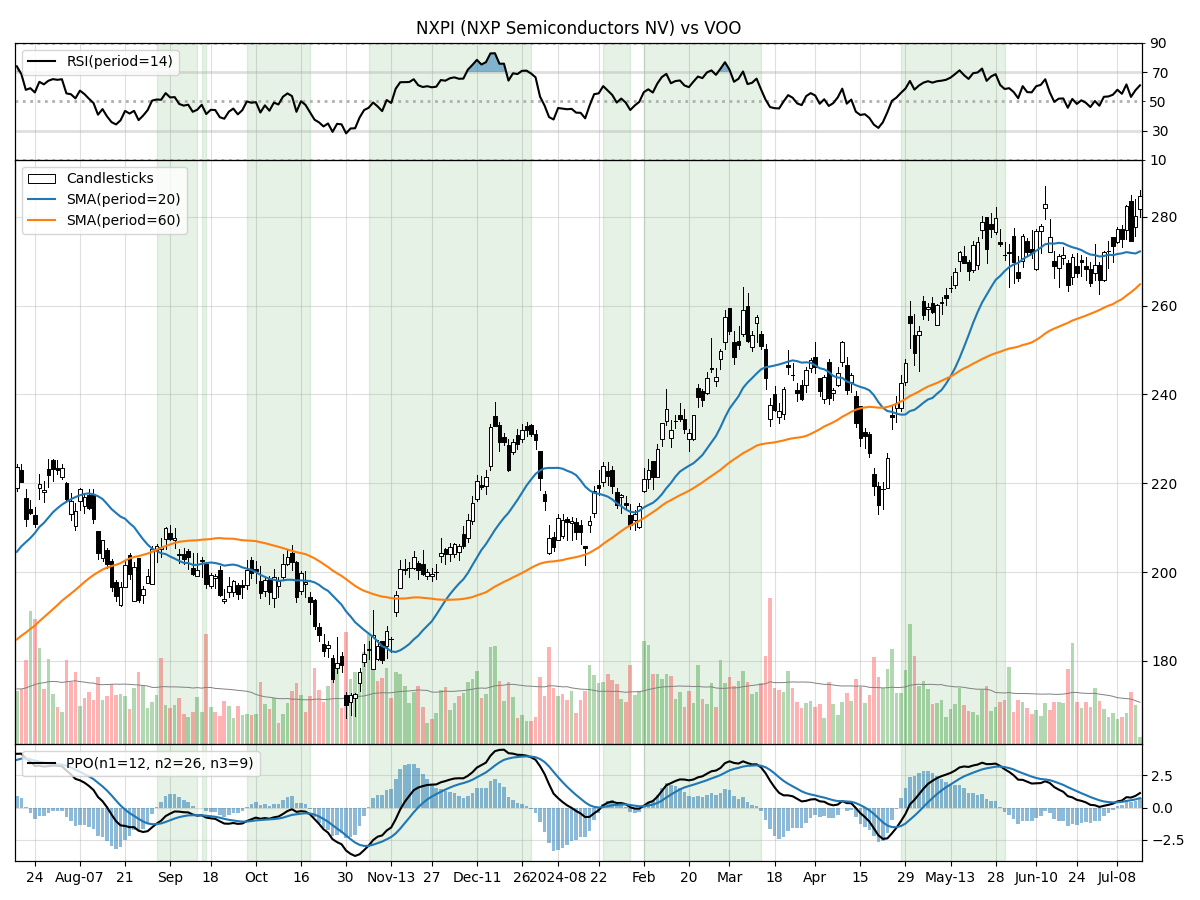 NXPI (NXP Semiconductors NV) vs VOO
RSI(period=14)
90
70
50
30
10
Candlesticks
SMA(period=20)
SMA(period=60)
280
260
240
220
200
180
PPO(n1=12, n2=26, n3=9)
2.5
0.0
−2.5
24 Aug-07 21 Sep 18 Oct 16 30 Nov-13 27 Dec-11 26 2024-08 22 Feb 20 Mar 18 Apr 15 29 May-13 28 Jun-10 24 Jul-08